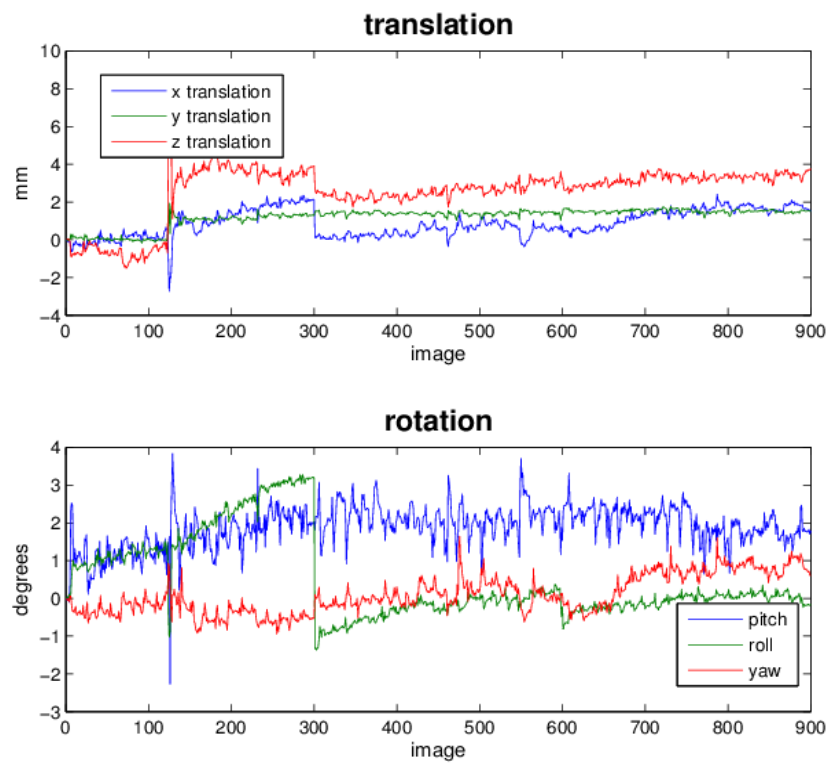 translation
10
8
6
4
2
0
−2
−4
mm
x translation
y translation
z translation
0 100 200 300 400 500 600 700 800 900
image
rotation
4
3
2
1
0
−1
−2
−3
degrees
pitch
roll
yaw
0 100 200 300 400 500 600 700 800 900
image